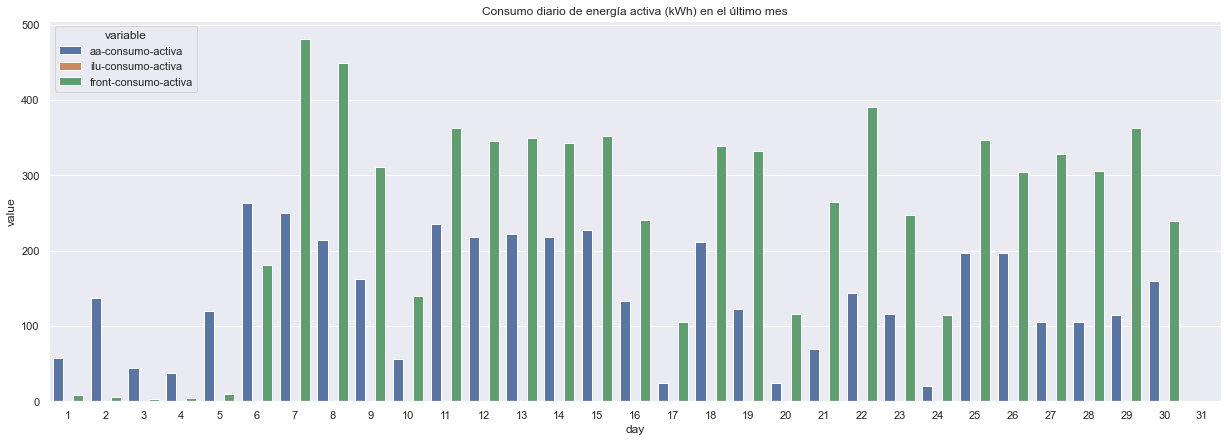 Consumo diario de energía activa (kWh) en el último mes
variable
aa-consumo-activa
ilu-consumo-activa
front-consumo-activa
500
400
300
200
100
0
value
1 2 3 4 5 6 7 8 9 10 11 12 13 14 15 16 17 18 19 20 21 22 23 24 25 26 27 28 29 30 31
day